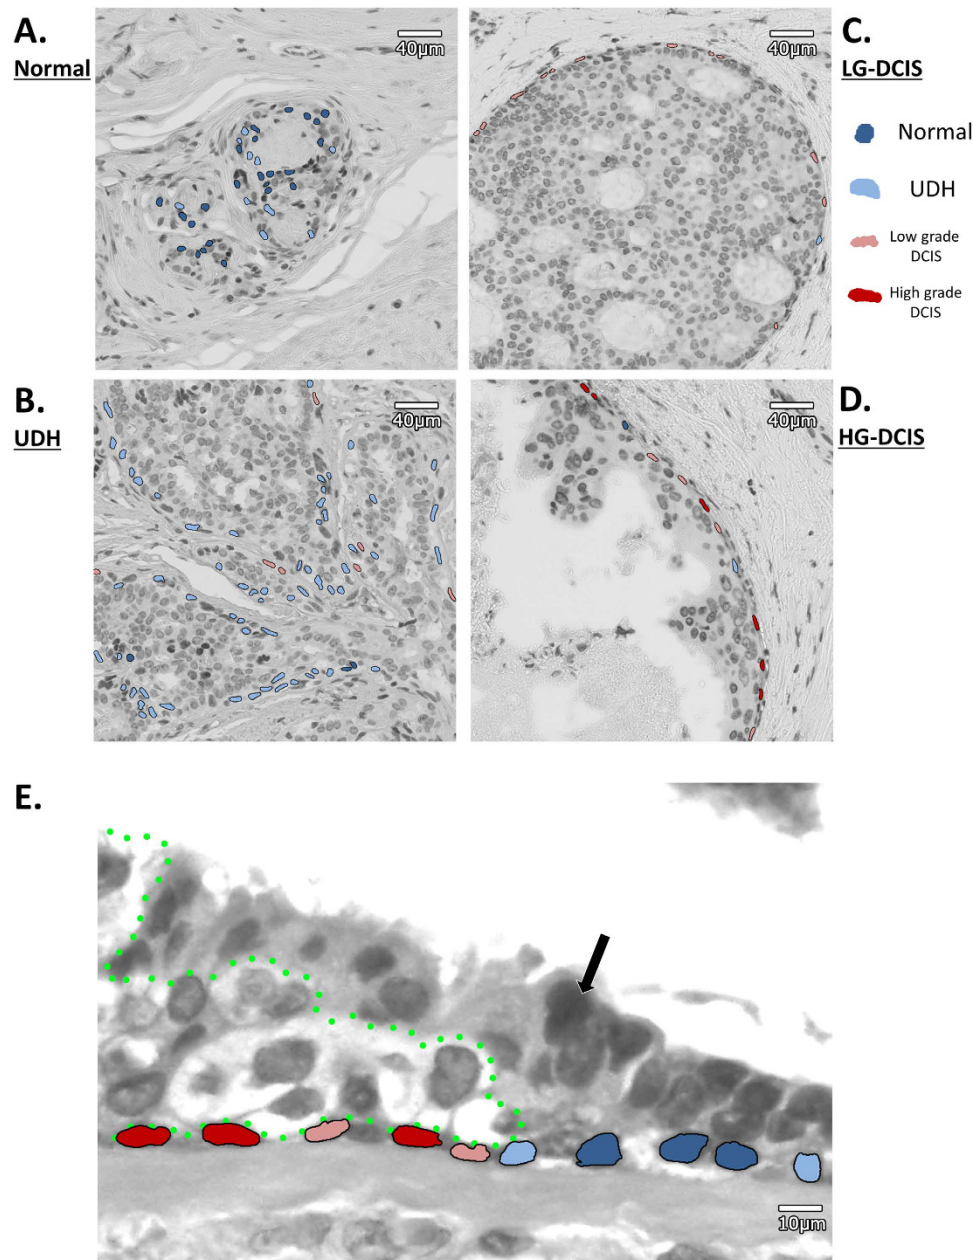 A.
Normal
40µm
40µm
C.
LG-DCIS
Normal
UDH
Low grade
DCIS
High grade
DCIS
B.
UDH
40µm
40µm
D.
HG-DCIS
E.
10µm